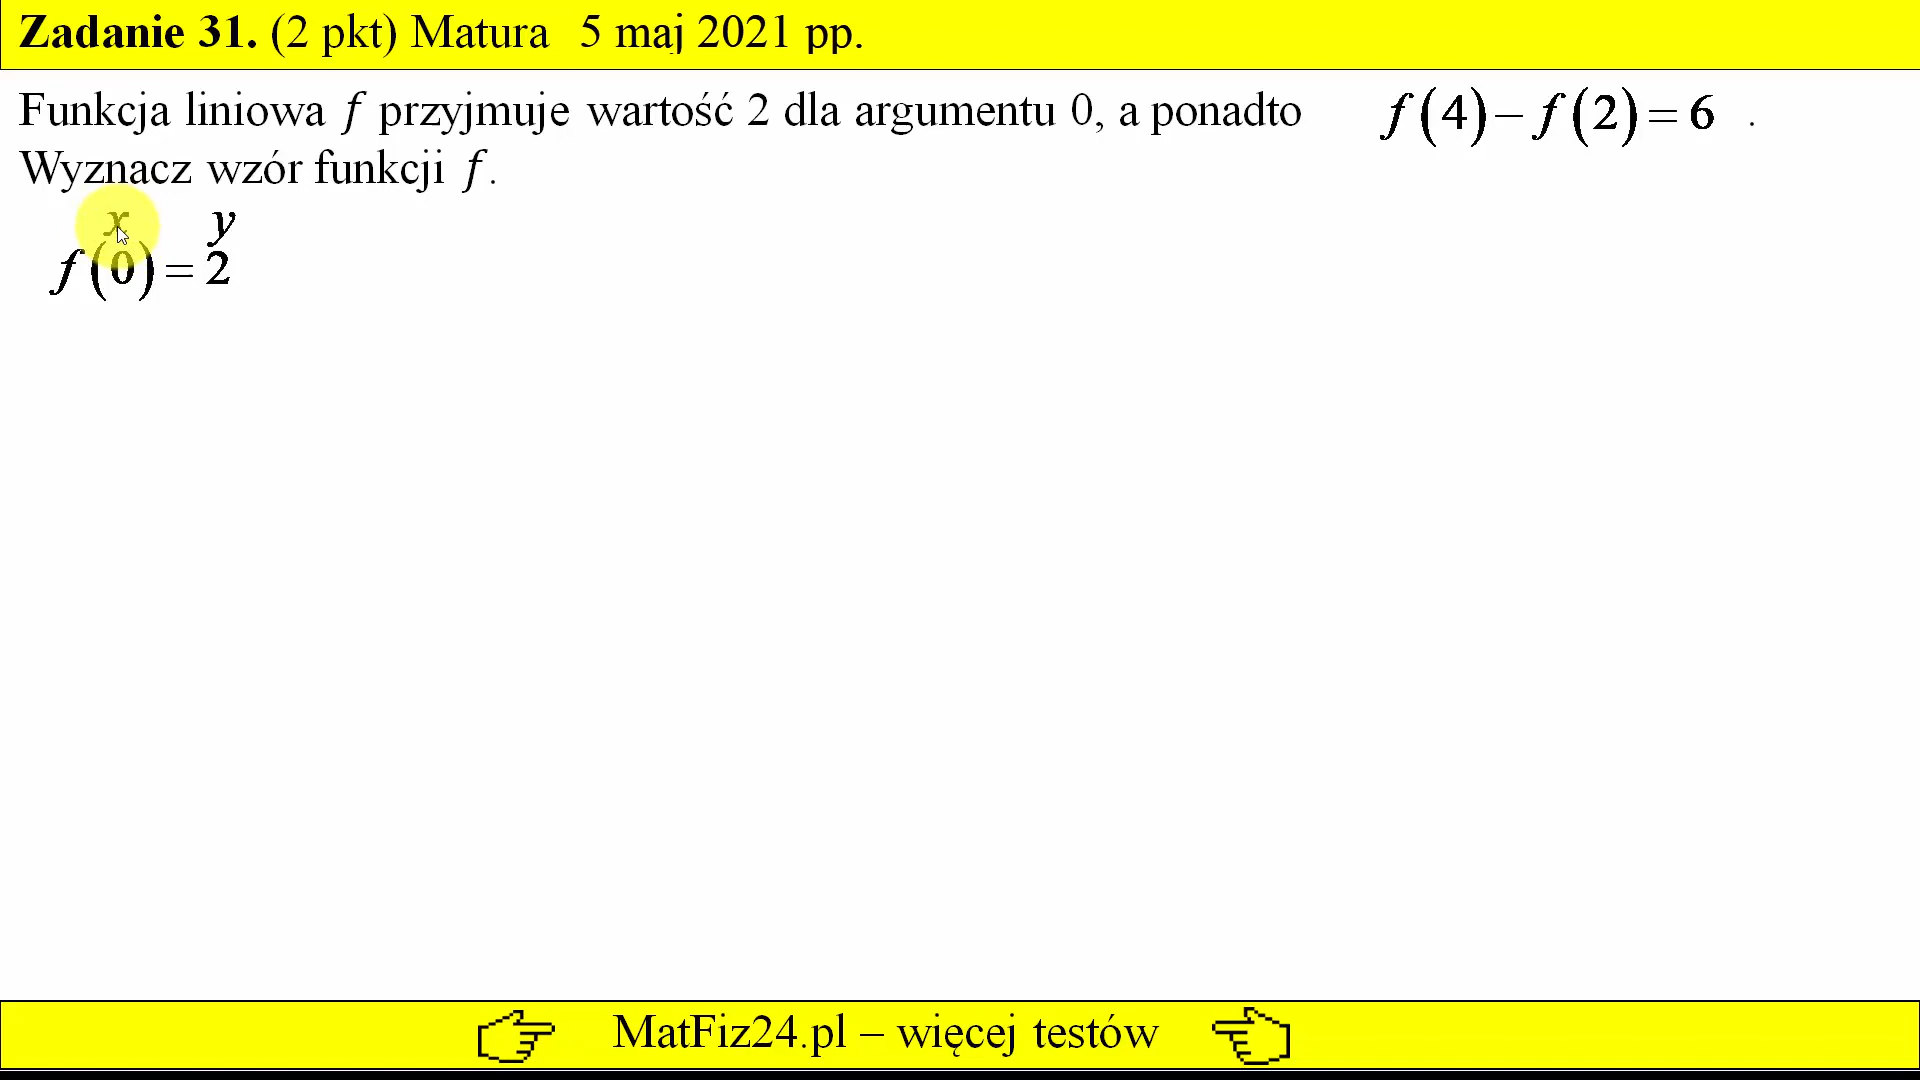 Zadanie 31. (2 pkt) Matura 5 maj 2021 pp.
Funkcja liniowa f przyjmuje wartość 2 dla argumentu 0, a ponadto f(4)−f(2)=6 .
Wyznacz wzór funkcji f.
x y
f(0)=2
MatFiz24.pl – więcej testów